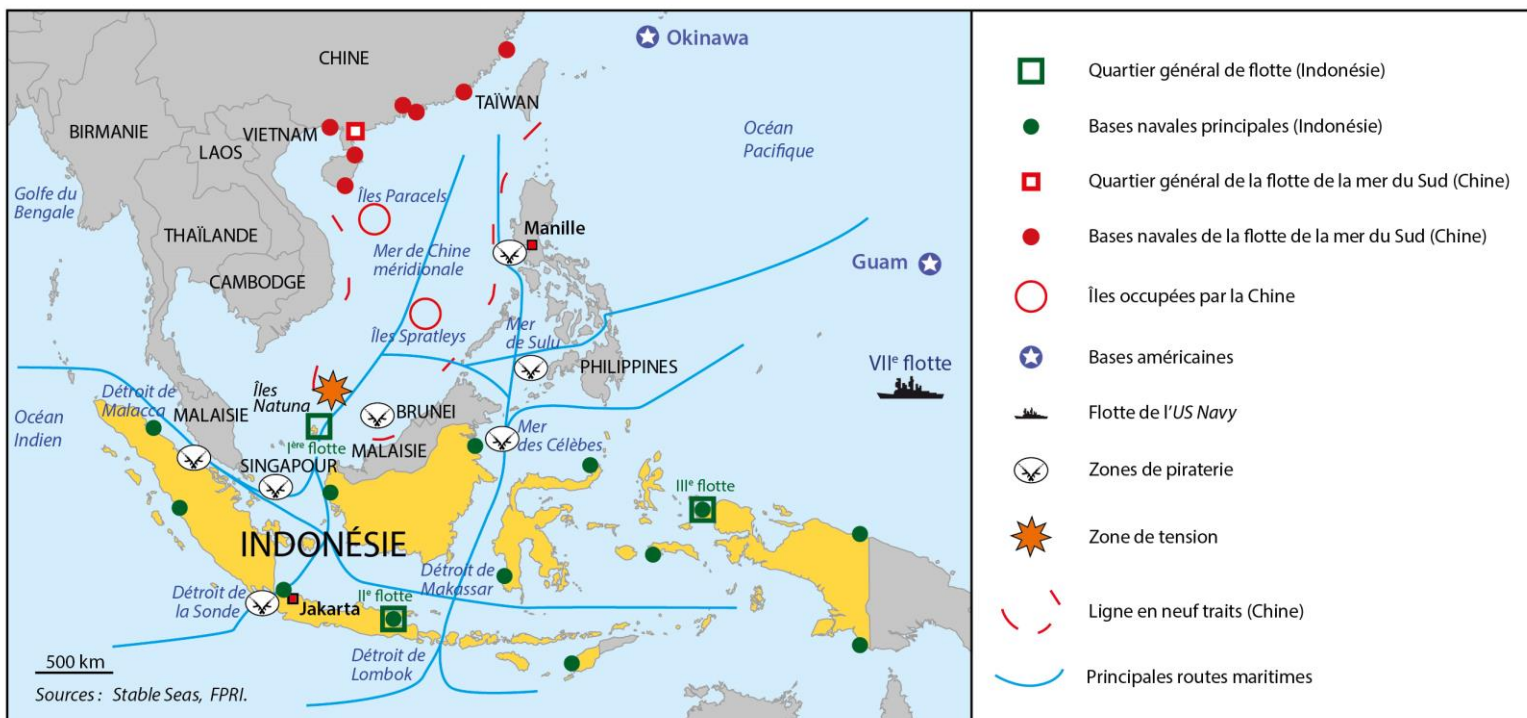 CHINE
Okinawa
TAÏWAN
BIRMANIE
VIETNAM
LAOS
Océan
Pacifique
Golfe du
Bengale
Îles Paracels
THAÏLANDE
Manille
Mer de Chine
méridionale
CAMBODGE
Guam
Îles Spratleys
Mer
de Sulu
PHILIPPINES
VIIe flotte
Détroit de
Malacca
Îles
Natuna
Océan
Indien
MALAISIE
BRUNEI
Ière flotte
MALAISIE
Mer
des Célèbes
SINGAPOUR
IIIe flotte
INDONÉSIE
Détroit de
la Sonde
Jakarta
IIe flotte
Détroit de
Makassar
Détroit de
Lombok
500 km
Sources : Stable Seas, FPRI.
Quartier général de flotte (Indonésie)
Bases navales principales (Indonésie)
Quartier général de la flotte de la mer du Sud (Chine)
Bases navales de la flotte de la mer du Sud (Chine)
Îles occupées par la Chine
Bases américaines
Flotte de l'US Navy
Zones de piraterie
Zone de tension
Ligne en neuf traits (Chine)
Principales routes maritimes